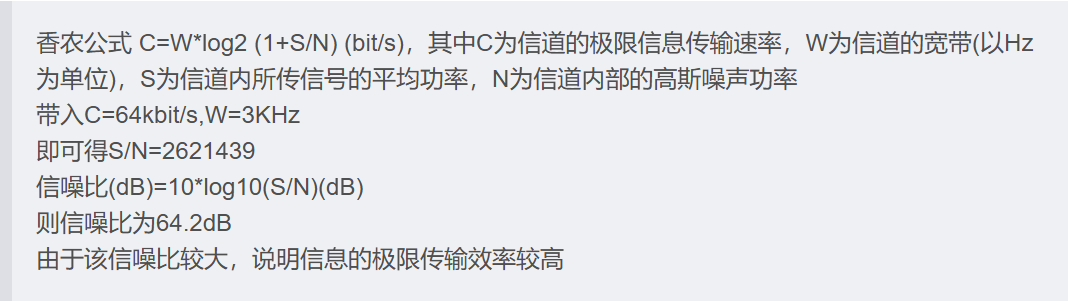 香农公式 C=W*log2 (1+S/N) (bit/s)，其中C为信道的极限信息传输速率，W为信道的宽带(以Hz
为单位)，S为信道内所传信号的平均功率，N为信道内部的高斯噪声功率
带入C=64kbit/s,W=3KHz
即可得S/N=2621439
信噪比(dB)=10*log10(S/N)(dB)
则信噪比为64.2dB
由于该信噪比较大，说明信息的极限传输效率较高